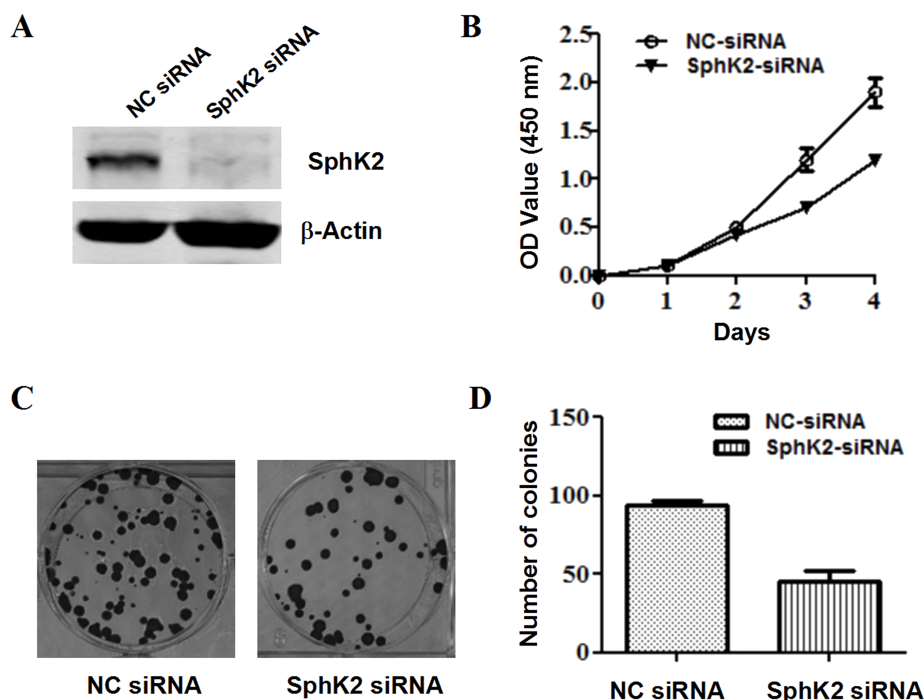 A
NC siRNA
SphK2 siRNA
SphK2
β-Actin
B
NC-siRNA
SphK2-siRNA
OD Value (450 nm)
2.5
2.0
1.5
1.0
0.5
0.0
0 1 2 3 4
Days
C
NC siRNA
SphK2 siRNA
D
NC-siRNA
SphK2-siRNA
Number of colonies
150
100
50
0
NC siRNA
SphK2 siRNA